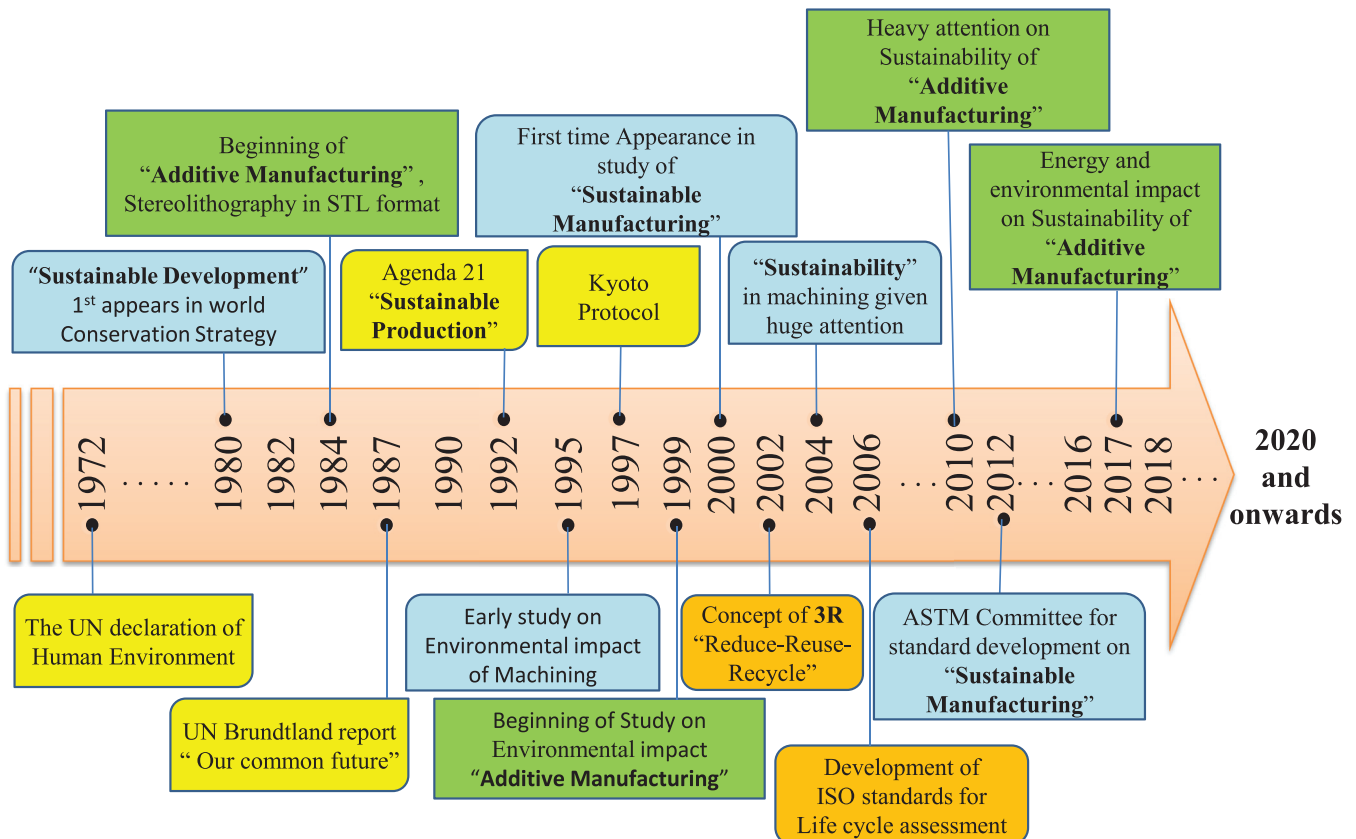 Heavy attention on
Sustainability of
“Additive
Manufacturing”
Beginning of
“Additive Manufacturing” ,
Stereolithography in STL format
First time Appearance in
study of
“Sustainable
Manufacturing”
Energy and
environmental impact
on Sustainability of
“Additive
Manufacturing”
“Sustainable Development”
1st appears in world
Conservation Strategy
Agenda 21
“Sustainable
Production”
Kyoto
Protocol
“Sustainability”
in machining given
huge attention
1972 ..... 1980 1982 1984 1987 1990 1992 1995 1997 1999 2000 2002 2004 2006 ... 2010 2012 ... 2016 2017 2018 ...
2020
and
onwards
The UN declaration of
Human Environment
UN Brundtland report
“ Our common future”
Early study on
Environmental impact
of Machining
Beginning of Study on
Environmental impact
“Additive Manufacturing”
Concept of 3R
“Reduce-Reuse-
Recycle”
Development of
ISO standards for
Life cycle assessment
ASTM Committee for
standard development on
“Sustainable
Manufacturing”